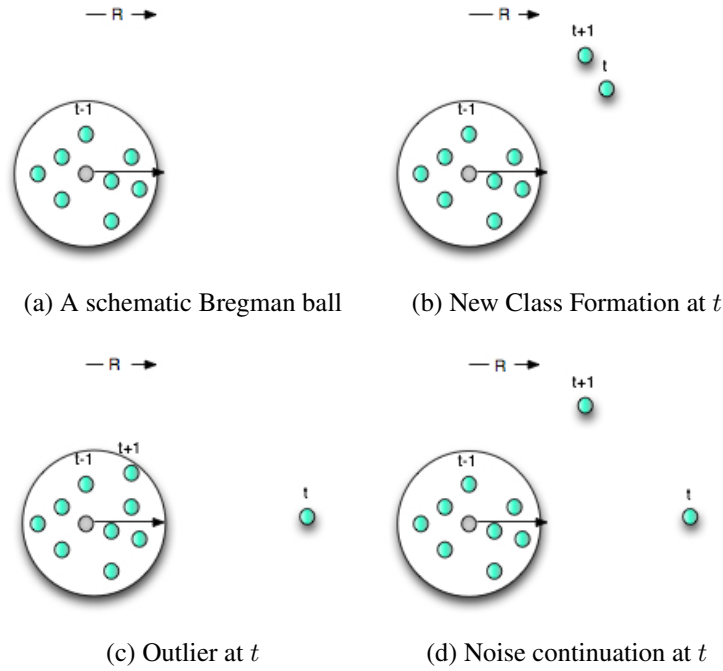 — R → — R →
t+1
t
t-1 t-1
(a) A schematic Bregman ball (b) New Class Formation at t
— R → — R →
t+1
t-1 t+1 t-1
t t
(c) Outlier at t (d) Noise continuation at t